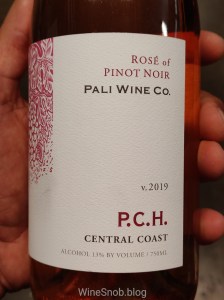 ROSÉ of
PINOT NOIR
PALI WINE CO.
v. 2019
P.C.H.
CENTRAL COAST
ALCOHOL 13% BY VOLUME / 750ML
WineSnob.blog